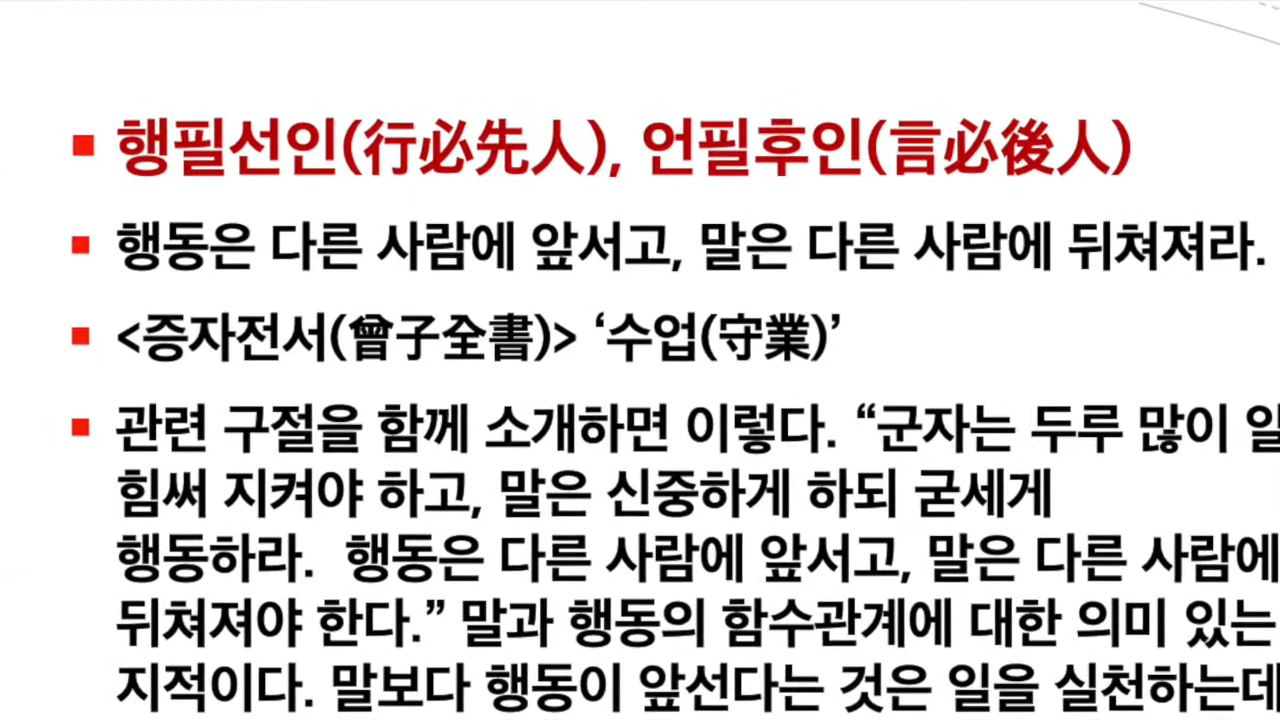 ▪ 행필선인(行必先人), 언필후인(言必後人)
▪ 행동은 다른 사람에 앞서고, 말은 다른 사람에 뒤쳐져라.
▪ <증자전서(曾子全書)> ‘수업(守業)’
▪ 관련 구절을 함께 소개하면 이렇다. “군자는 두루 많이 일
힘써 지켜야 하고, 말은 신중하게 하되 굳세게
행동하라. 행동은 다른 사람에 앞서고, 말은 다른 사람에
뒤쳐져야 한다.” 말과 행동의 함수관계에 대한 의미 있는
지적이다. 말보다 행동이 앞선다는 것은 일을 실천하는데